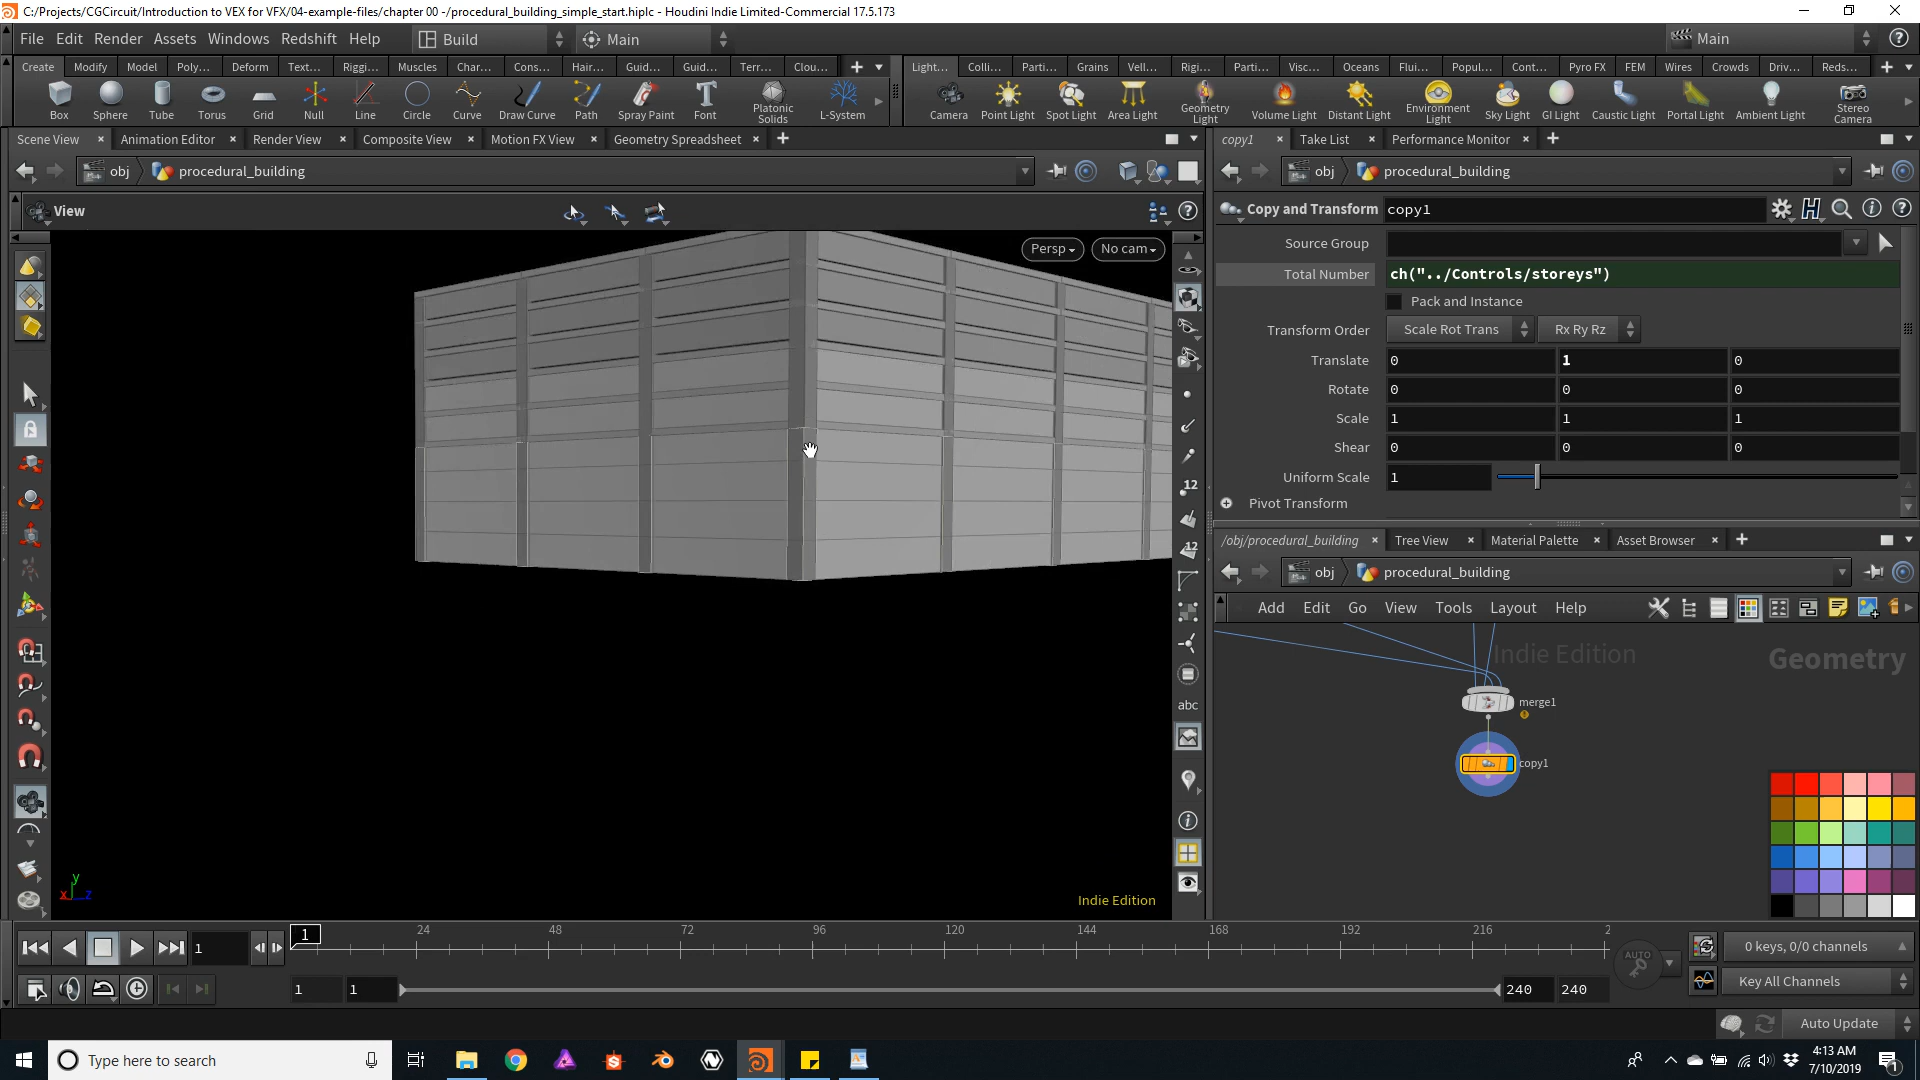 C:/Projects/CGCircuit/Introduction to VEX for VFX/04-example-files/chapter 00 -/procedural_building_simple_start.hiplc - Houdini Indie Limited-Commercial 17.5.173
File Edit Render Assets Windows Redshift Help Build Main Main
Create Modify Model Poly... Deform Text... Riggi... Muscles Char... Cons... Hair... Guid... Guid... Terr... Clou...
Box Sphere Tube Torus Grid Null Line Circle Curve Draw Curve Path Spray Paint Font Platonic Solids L-System
Light... Colli... Parti... Grains Vell... Rigi... Parti... Visc... Oceans Flui... Popul... Cont... Pyro FX FEM Wires Crowds Driv... Reds...
Camera Point Light Spot Light Area Light Geometry Light Volume Light Distant Light Environment Light Sky Light GI Light Caustic Light Portal Light Ambient Light Stereo Camera
Scene View Animation Editor Render View Composite View Motion FX View Geometry Spreadsheet
obj procedural_building
View
Persp No cam
12
12
abc
Indie Edition
y
x z
copy1 Take List Performance Monitor
obj procedural_building
Copy and Transform copy1
Source Group
Total Number ch("../Controls/storeys")
Pack and Instance
Transform Order Scale Rot Trans Rx Ry Rz
Translate 0 1 0
Rotate 0 0 0
Scale 1 1 1
Shear 0 0 0
Uniform Scale 1
Pivot Transform
/obj/procedural_building Tree View Material Palette Asset Browser
obj procedural_building
Add Edit Go View Tools Layout Help
Indie Edition Geometry
merge1
copy1
1 1 24 48 72 96 120 144 168 192 216 2
AUTO
0 keys, 0/0 channels
1 1 240 240
Key All Channels
Auto Update
Type here to search
4:13 AM
7/10/2019
1